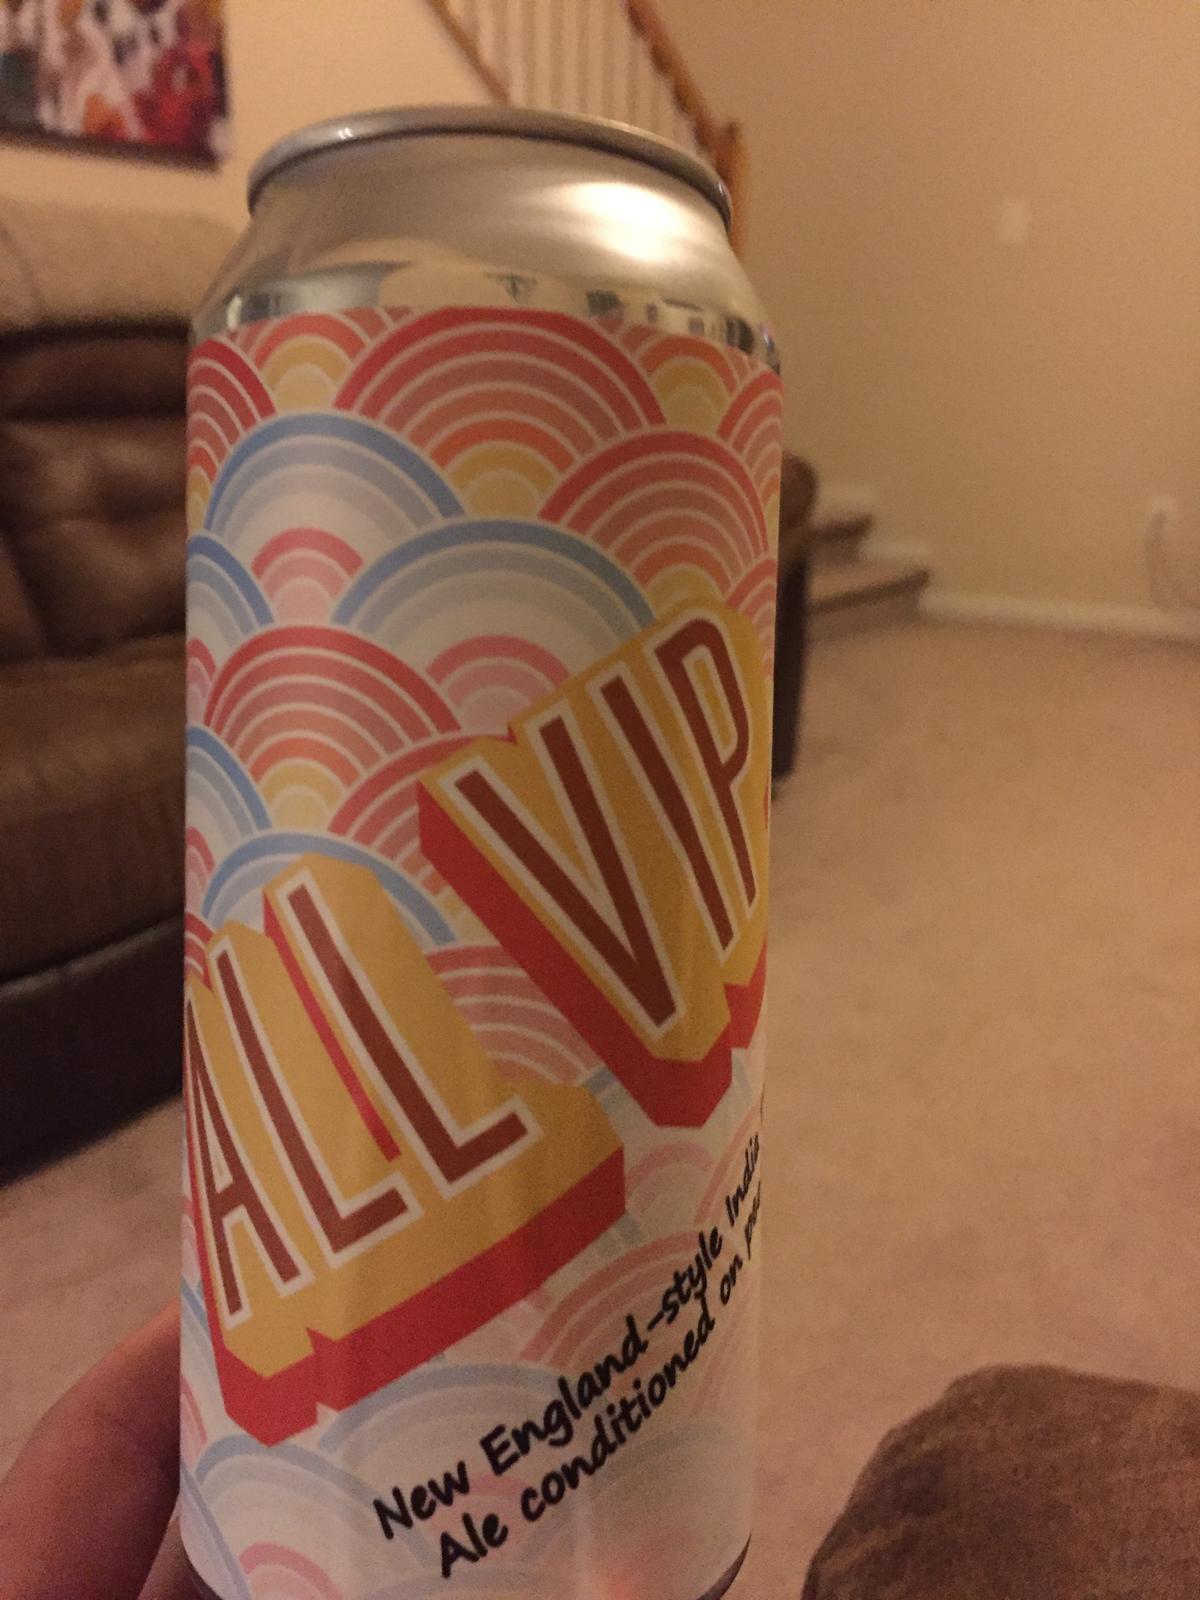 ALL VIP
New England-style India
Ale conditioned on